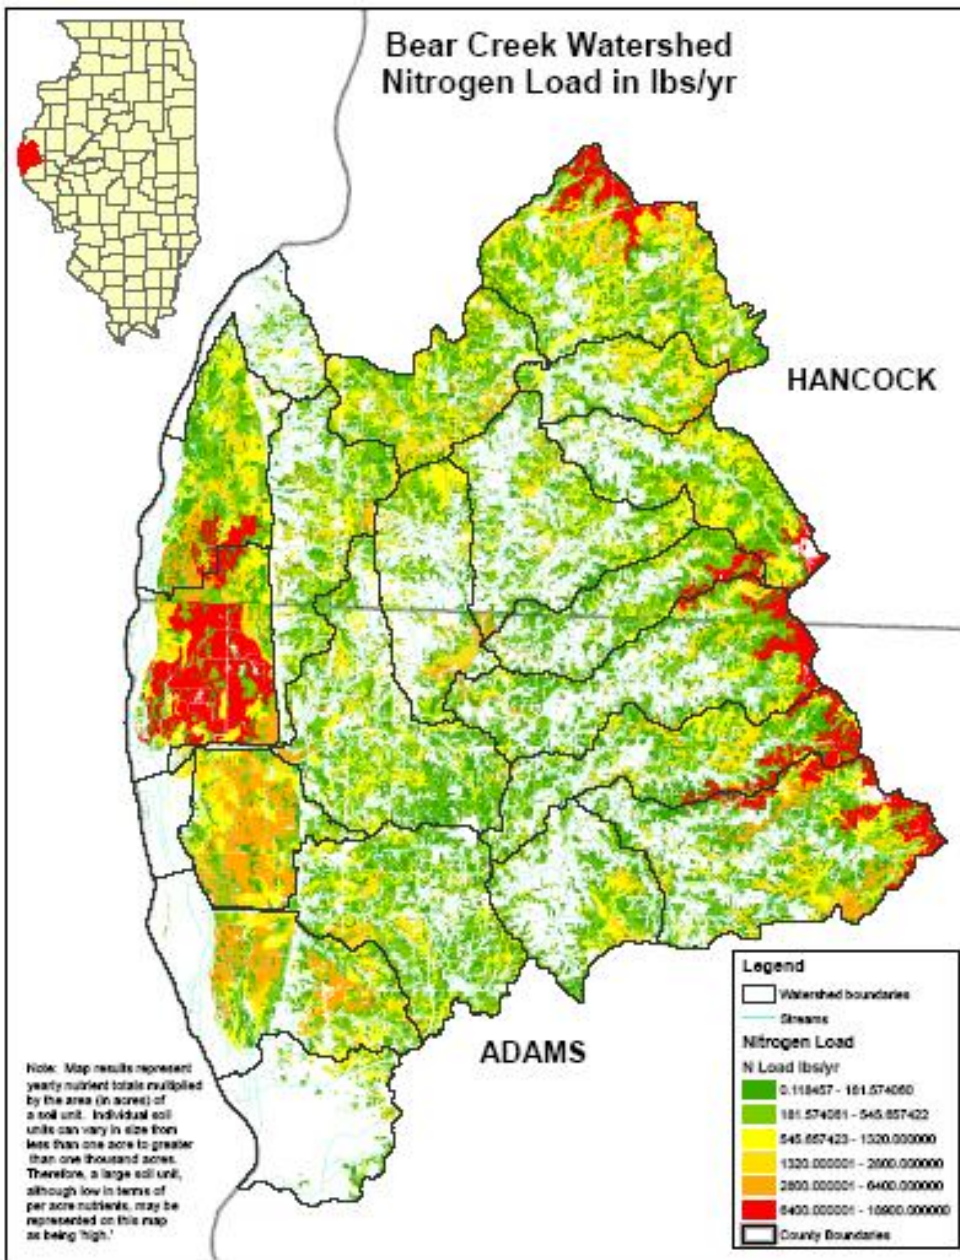 Bear Creek Watershed
Nitrogen Load in lbs/yr
HANCOCK
ADAMS
Note: Map results represent
yearly nutrient totals multiplied
by the area (in acres) of
a soil unit. Individual soil
units can vary in size from
less than one acre to greater
than one thousand acres.
Therefore, a large soil unit,
although low in terms of
per acre nutrients, may be
represented on this map
as being 'high.'
Legend
Watershed boundaries
Streams
Nitrogen Load
N Load lbs/yr
0.118457 - 181.574080
181.574081 - 545.857422
545.857423 - 1320.000000
1320.000001 - 2800.000000
2800.000001 - 6400.000000
6400.000001 - 18900.000000
County Boundaries